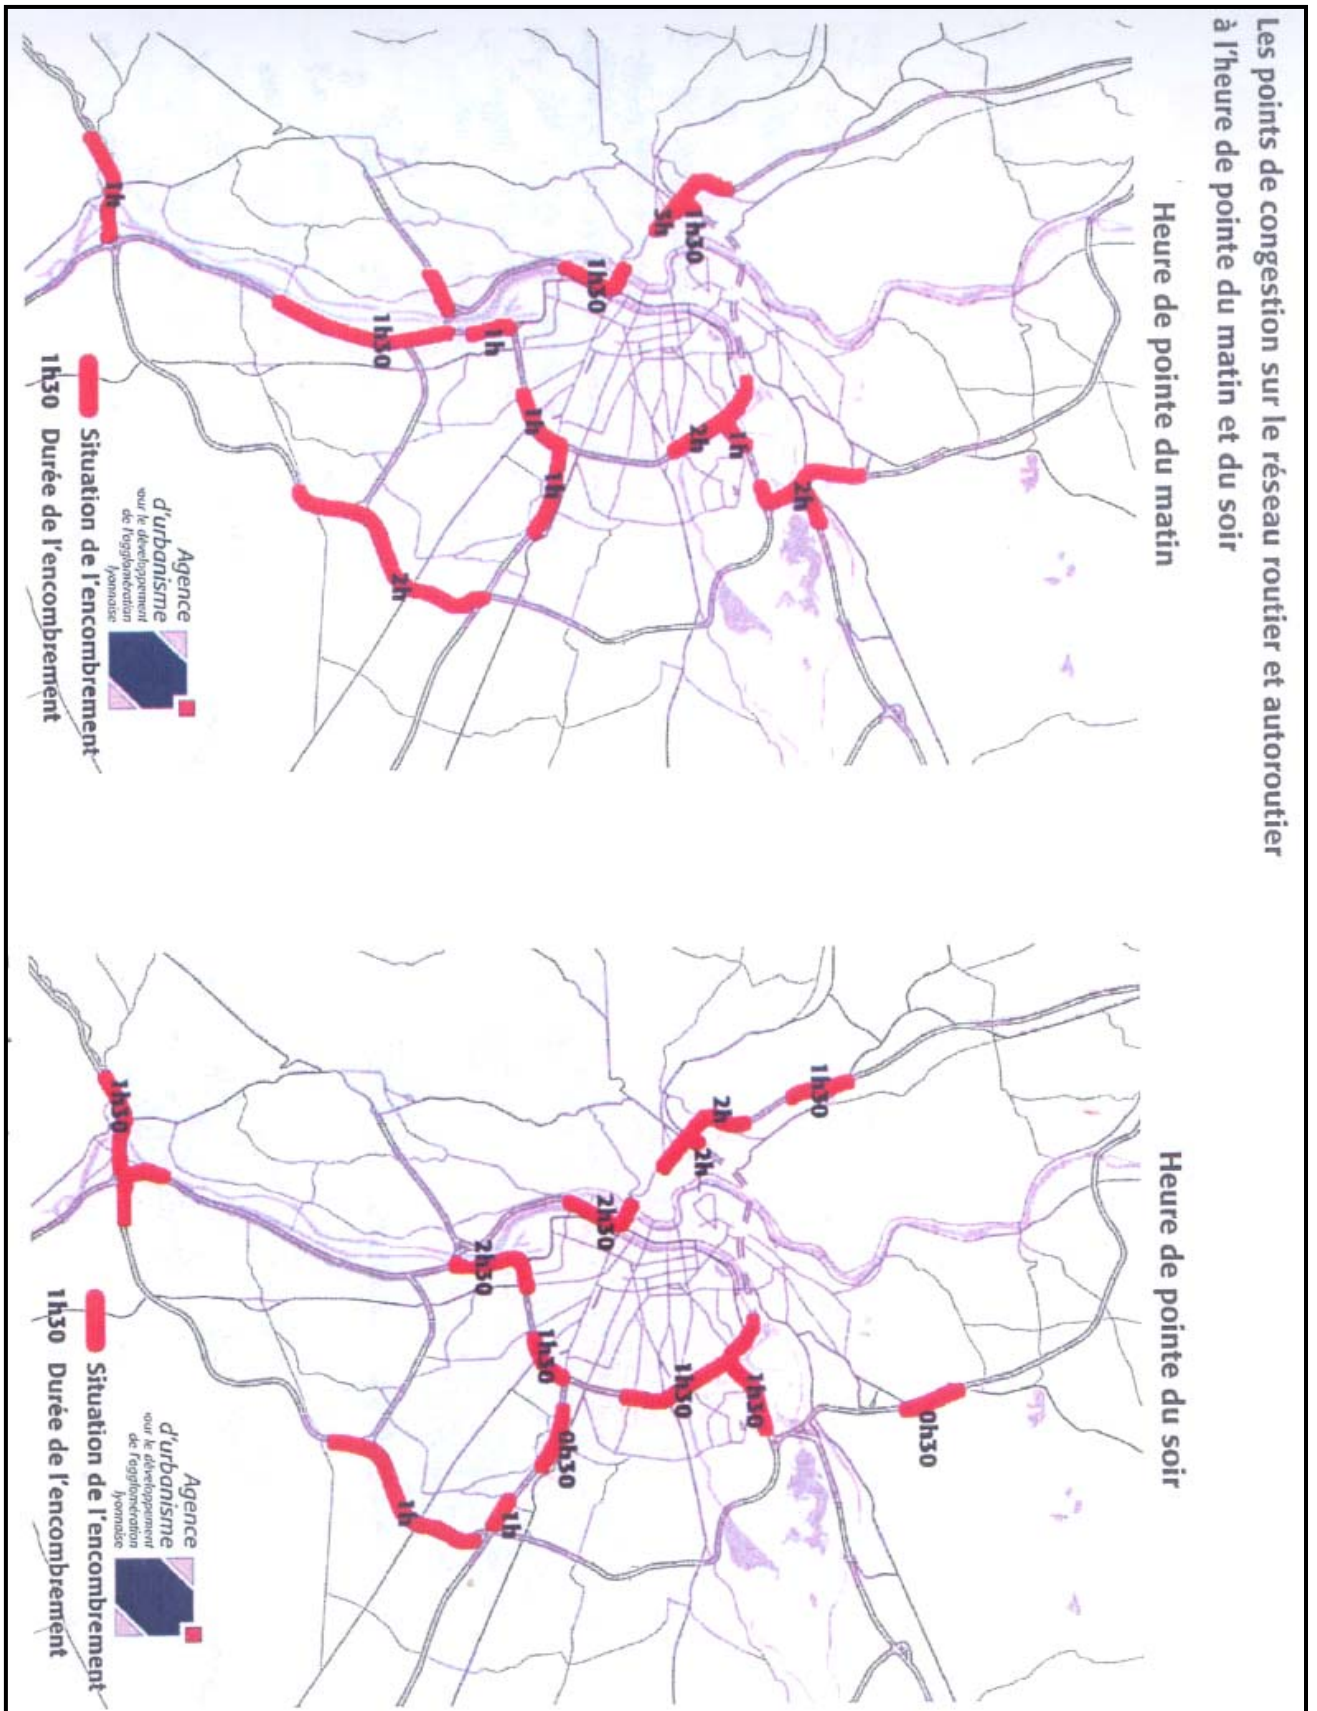 Les points de congestion sur le réseau routier et autoroutier
à l'heure de pointe du matin et du soir
Heure de pointe du matin
3h
1h30
1h30
1h
1h30
1h
1h
1h
2h
1h
2h
2h
Situation de l'encombrement
1h30 Durée de l'encombrement
Agence
d'urbanisme
pour le développement
de l'agglomération
lyonnaise
Heure de pointe du soir
1h30
2h
2h
2h30
1h30
2h30
1h30
1h30
1h30
0h30
0h30
1h
1h
Situation de l'encombrement
1h30 Durée de l'encombrement
Agence
d'urbanisme
pour le développement
de l'agglomération
lyonnaise